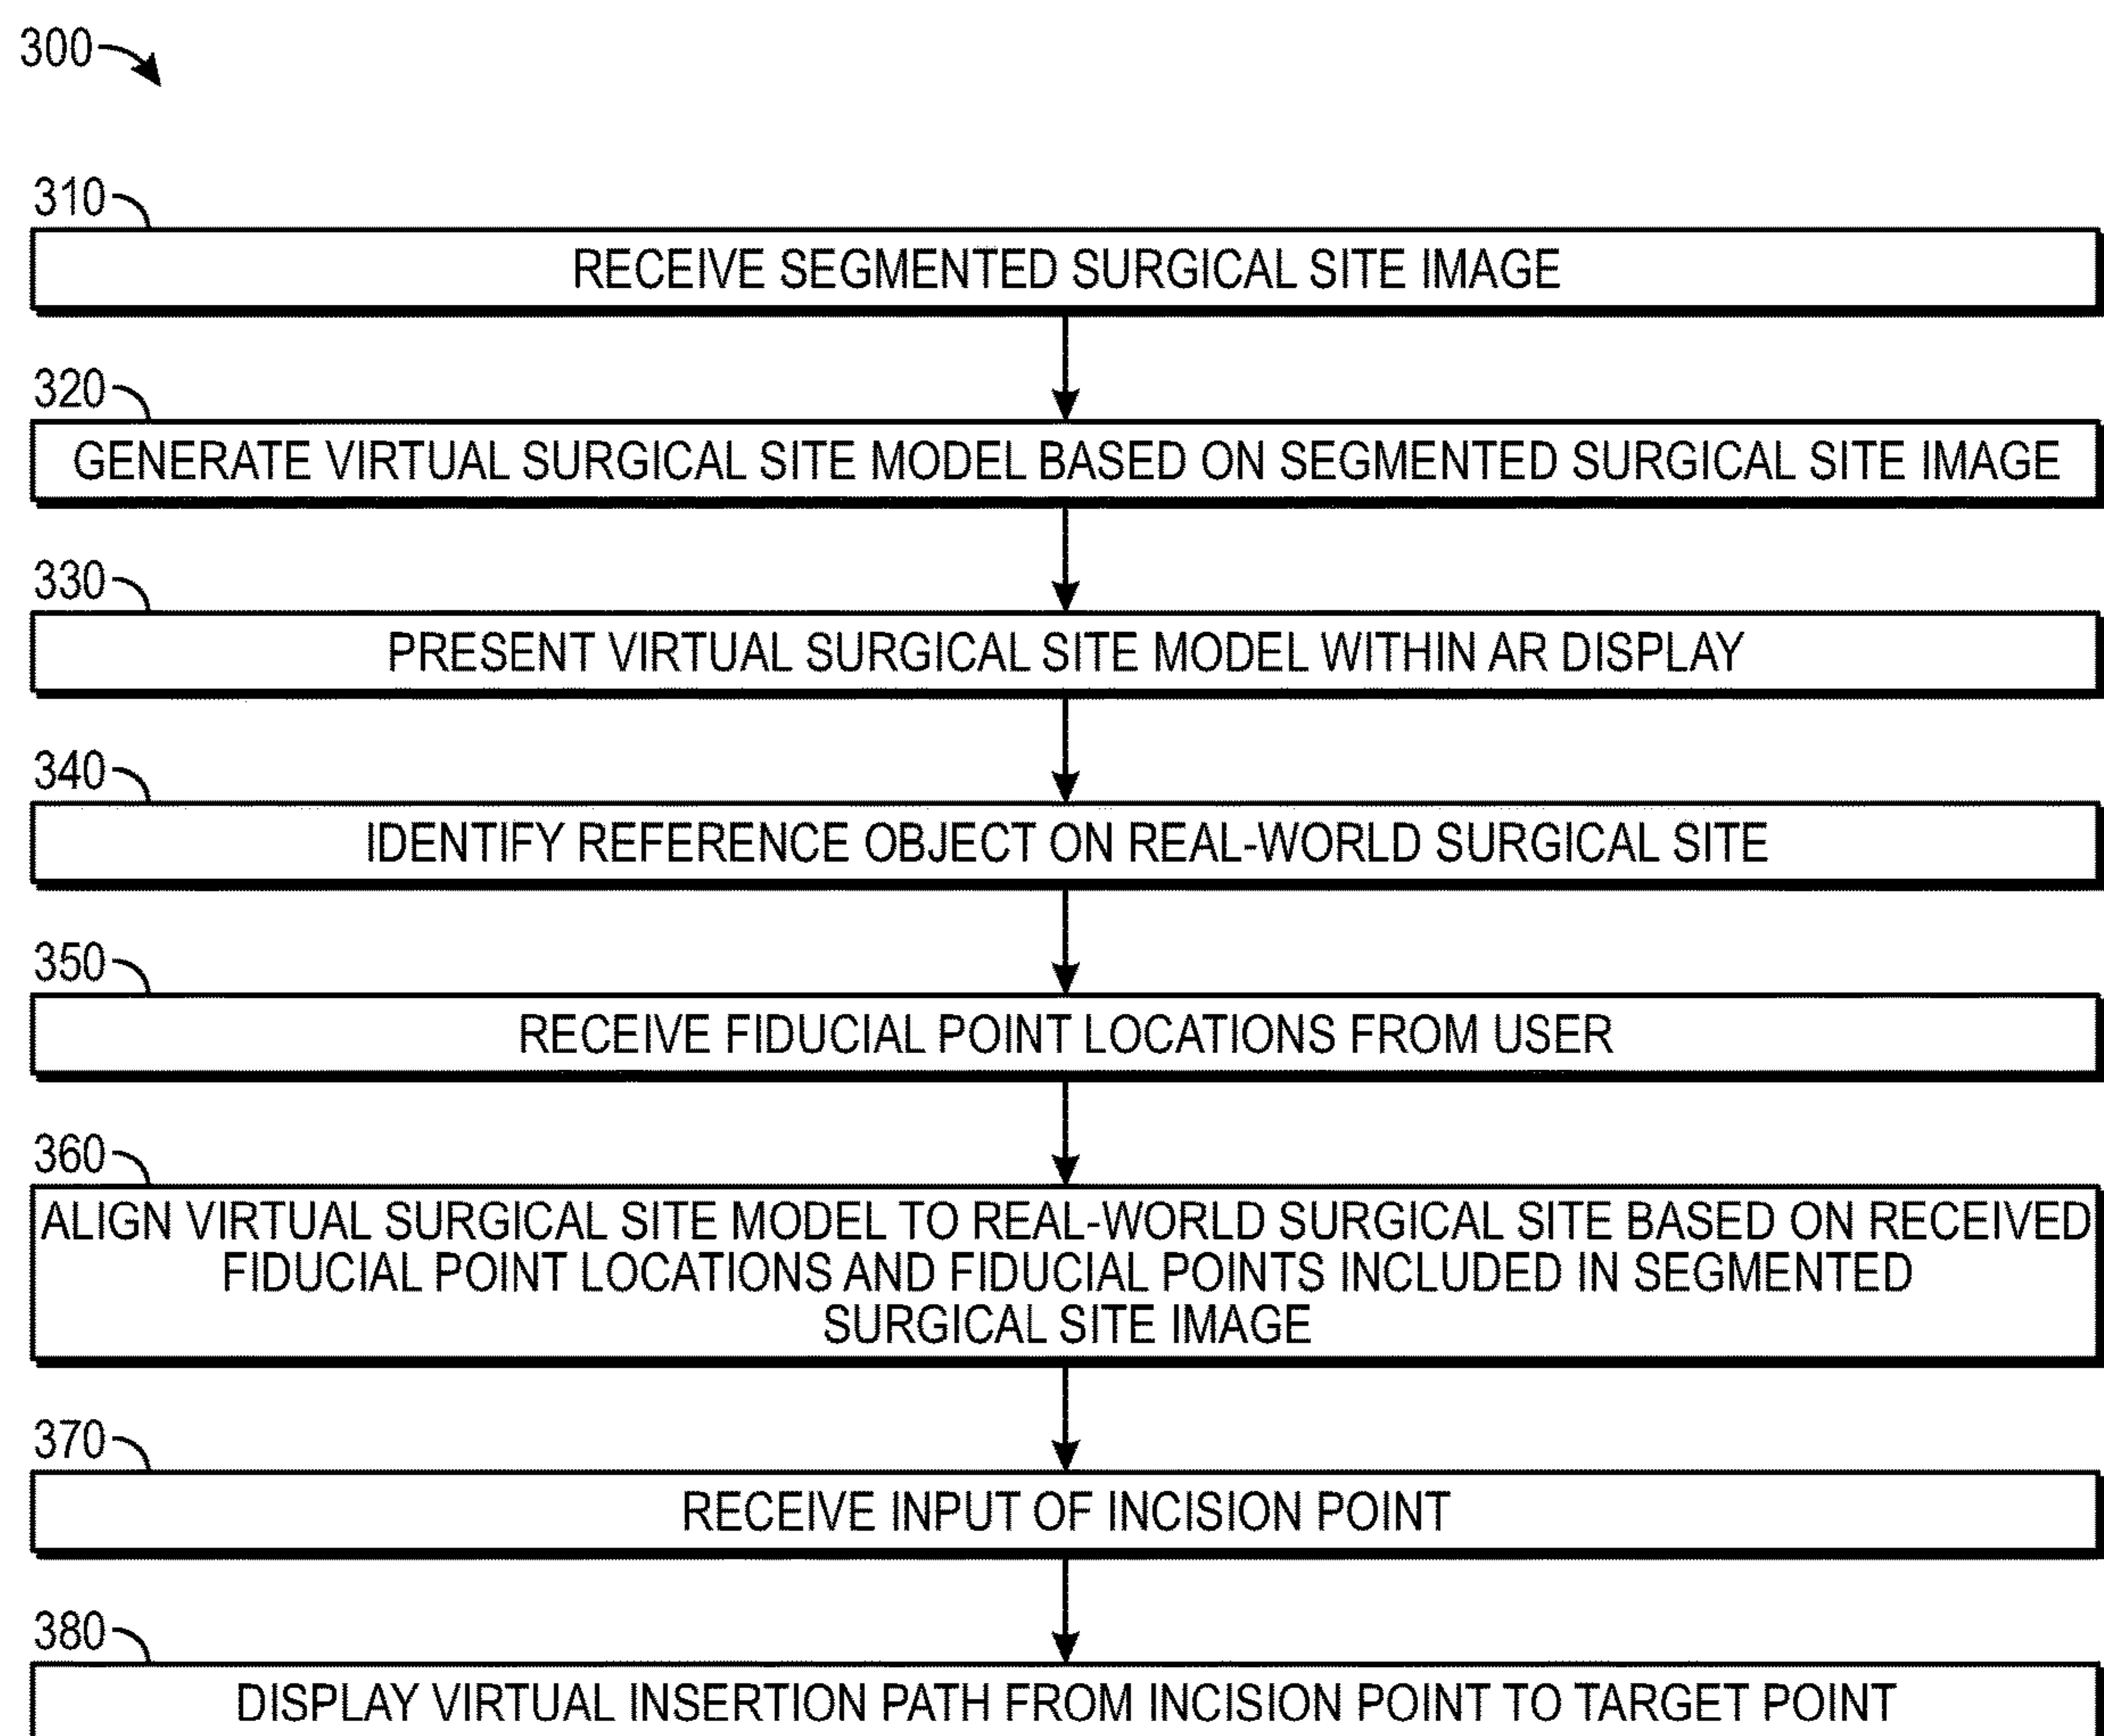 300
310
RECEIVE SEGMENTED SURGICAL SITE IMAGE
320
GENERATE VIRTUAL SURGICAL SITE MODEL BASED ON SEGMENTED SURGICAL SITE IMAGE
330
PRESENT VIRTUAL SURGICAL SITE MODEL WITHIN AR DISPLAY
340
IDENTIFY REFERENCE OBJECT ON REAL-WORLD SURGICAL SITE
350
RECEIVE FIDUCIAL POINT LOCATIONS FROM USER
360
ALIGN VIRTUAL SURGICAL SITE MODEL TO REAL-WORLD SURGICAL SITE BASED ON RECEIVED
FIDUCIAL POINT LOCATIONS AND FIDUCIAL POINTS INCLUDED IN SEGMENTED
SURGICAL SITE IMAGE
370
RECEIVE INPUT OF INCISION POINT
380
DISPLAY VIRTUAL INSERTION PATH FROM INCISION POINT TO TARGET POINT